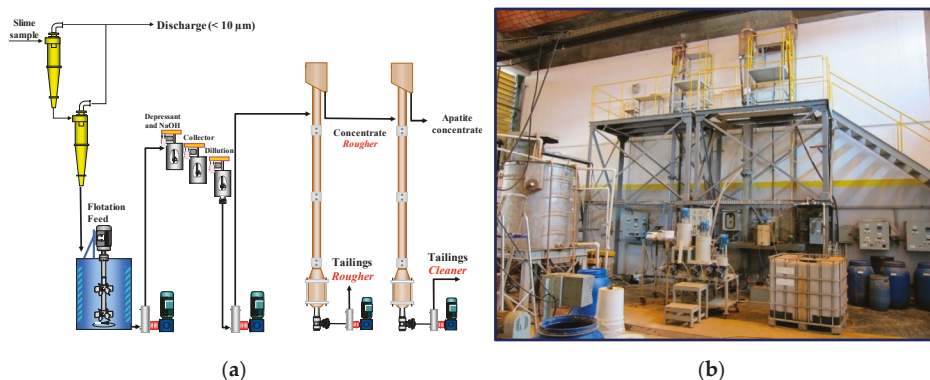 Slime
sample
Discharge (< 10 µm)
Depressant
and NaOH
Collector
Dillution
Flotation
Feed
Concentrate
Rougher
Apatite
concentrate
Tailings
Rougher
Tailings
Cleaner
(a)
(b)